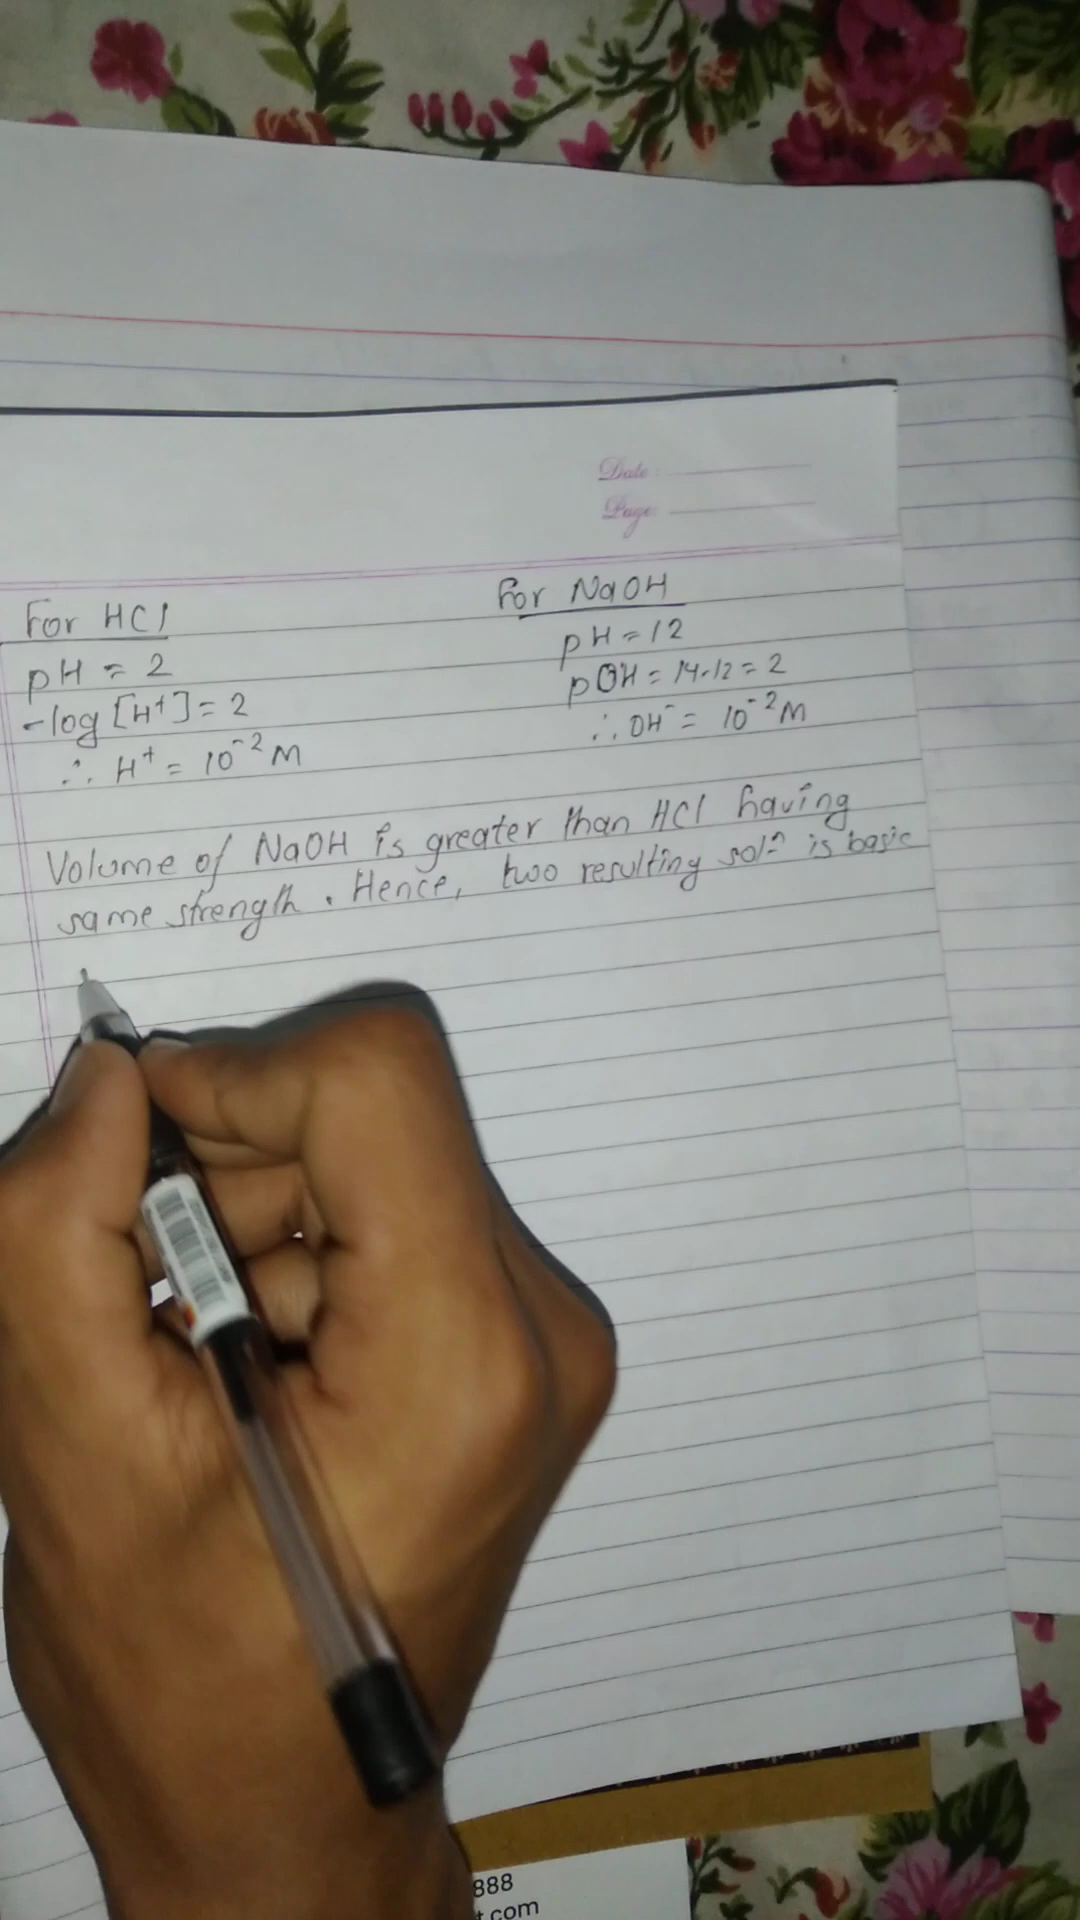 Date
Page
For HCl
For NaOH
pH = 2
pH = 12
-log [H⁺] = 2
pOH = 14-12 = 2
∴ H⁺ = 10⁻² M
∴ OH⁻ = 10⁻² M
Volume of NaOH is greater than HCl having
same strength. Hence, two resulting solⁿ is basic
888
t.com